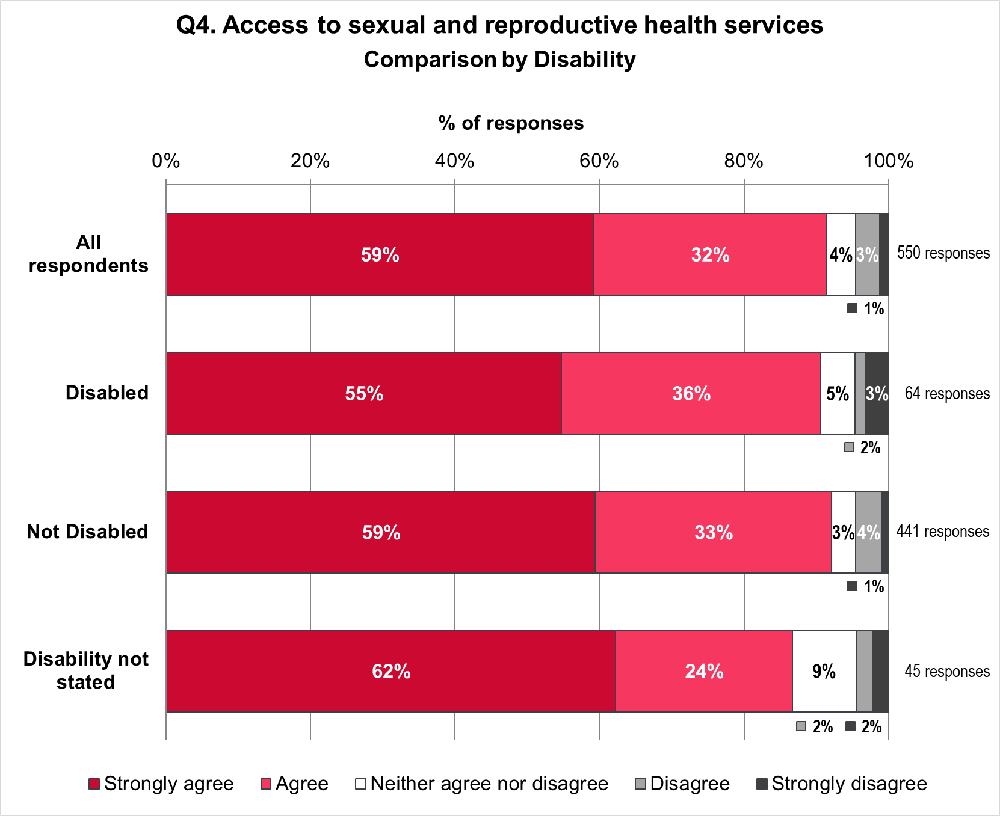 Q4. Access to sexual and reproductive health services
Comparison by Disability
% of responses
0% 20% 40% 60% 80% 100%
All
respondents
59% 32% 4% 3%
550 responses
1%
Disabled
55% 36% 5% 3%
64 responses
2%
Not Disabled
59% 33% 3% 4%
441 responses
1%
Disability not
stated
62% 24% 9%
45 responses
2% 2%
Strongly agree Agree Neither agree nor disagree Disagree Strongly disagree